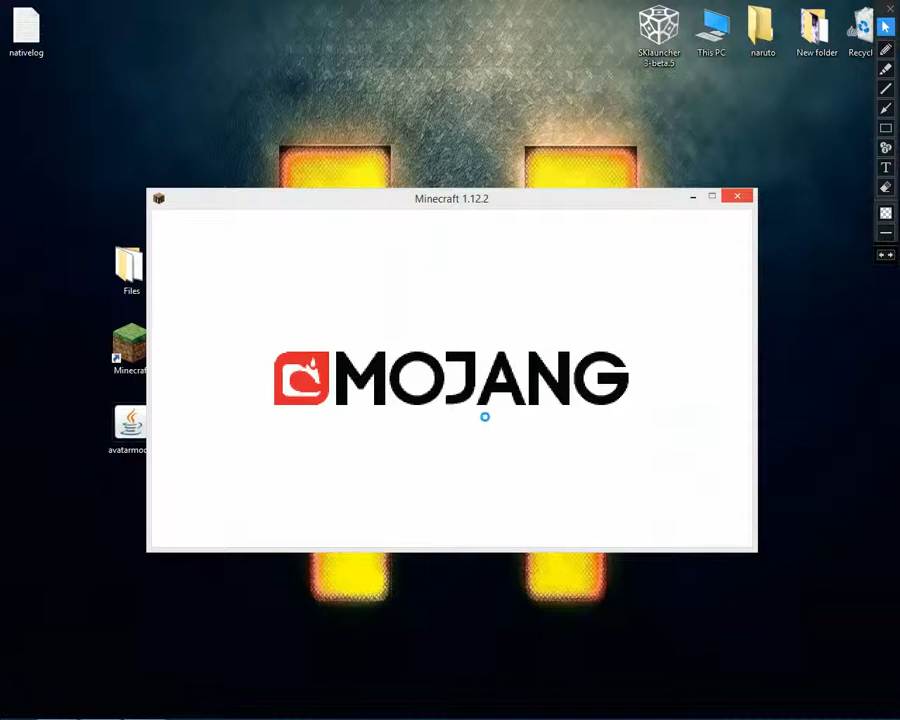 nativelog
SKlauncher
3-beta.5
This PC
naruto
New folder
Recycl
Minecraft 1.12.2
Files
MOJANG
Minecraf
avatarmod
T